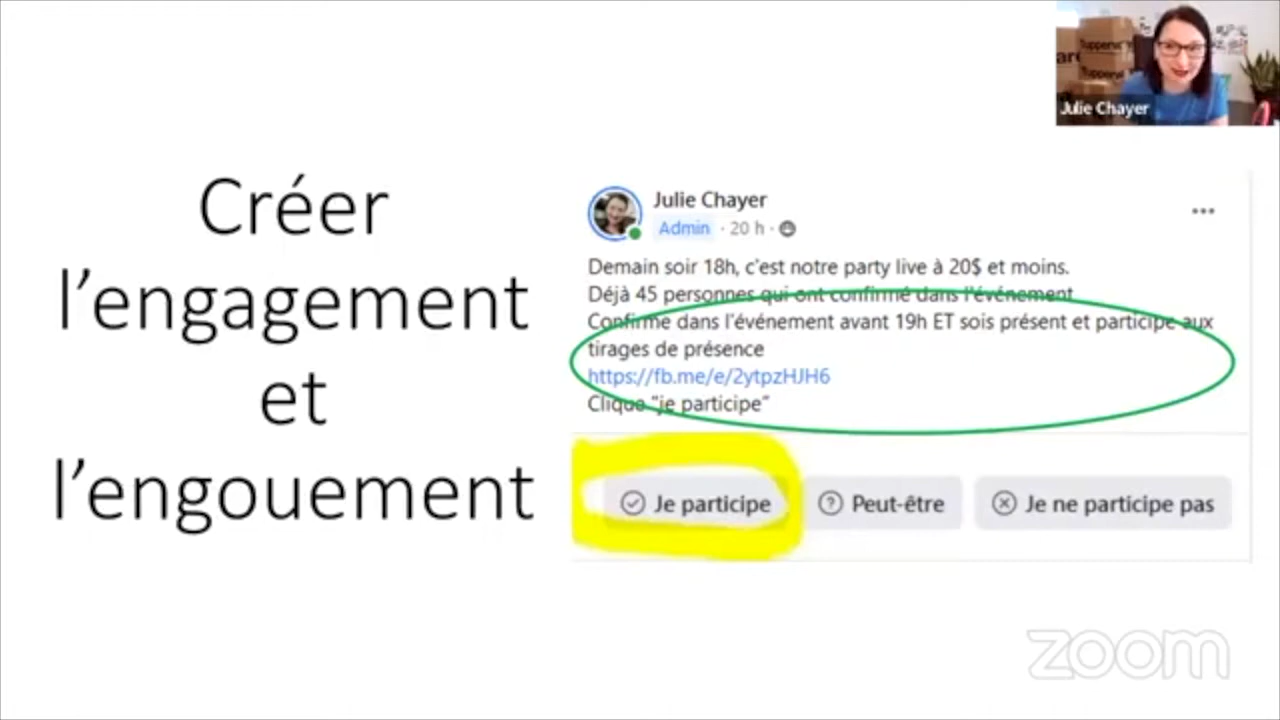 Créer
l’engagement
et
l’engouement
Tupperw
Tupperw
Julie Chayer
Julie Chayer
Admin · 20 h ·
Demain soir 18h, c'est notre party live à 20$ et moins.
Déjà 45 personnes qui ont confirmé dans l'événement
Confirme dans l'événement avant 19h ET sois présent et participe aux
tirages de présence
https://fb.me/e/2ytpzHJH6
Clique "je participe"
Je participe
Peut-être
Je ne participe pas
zoom